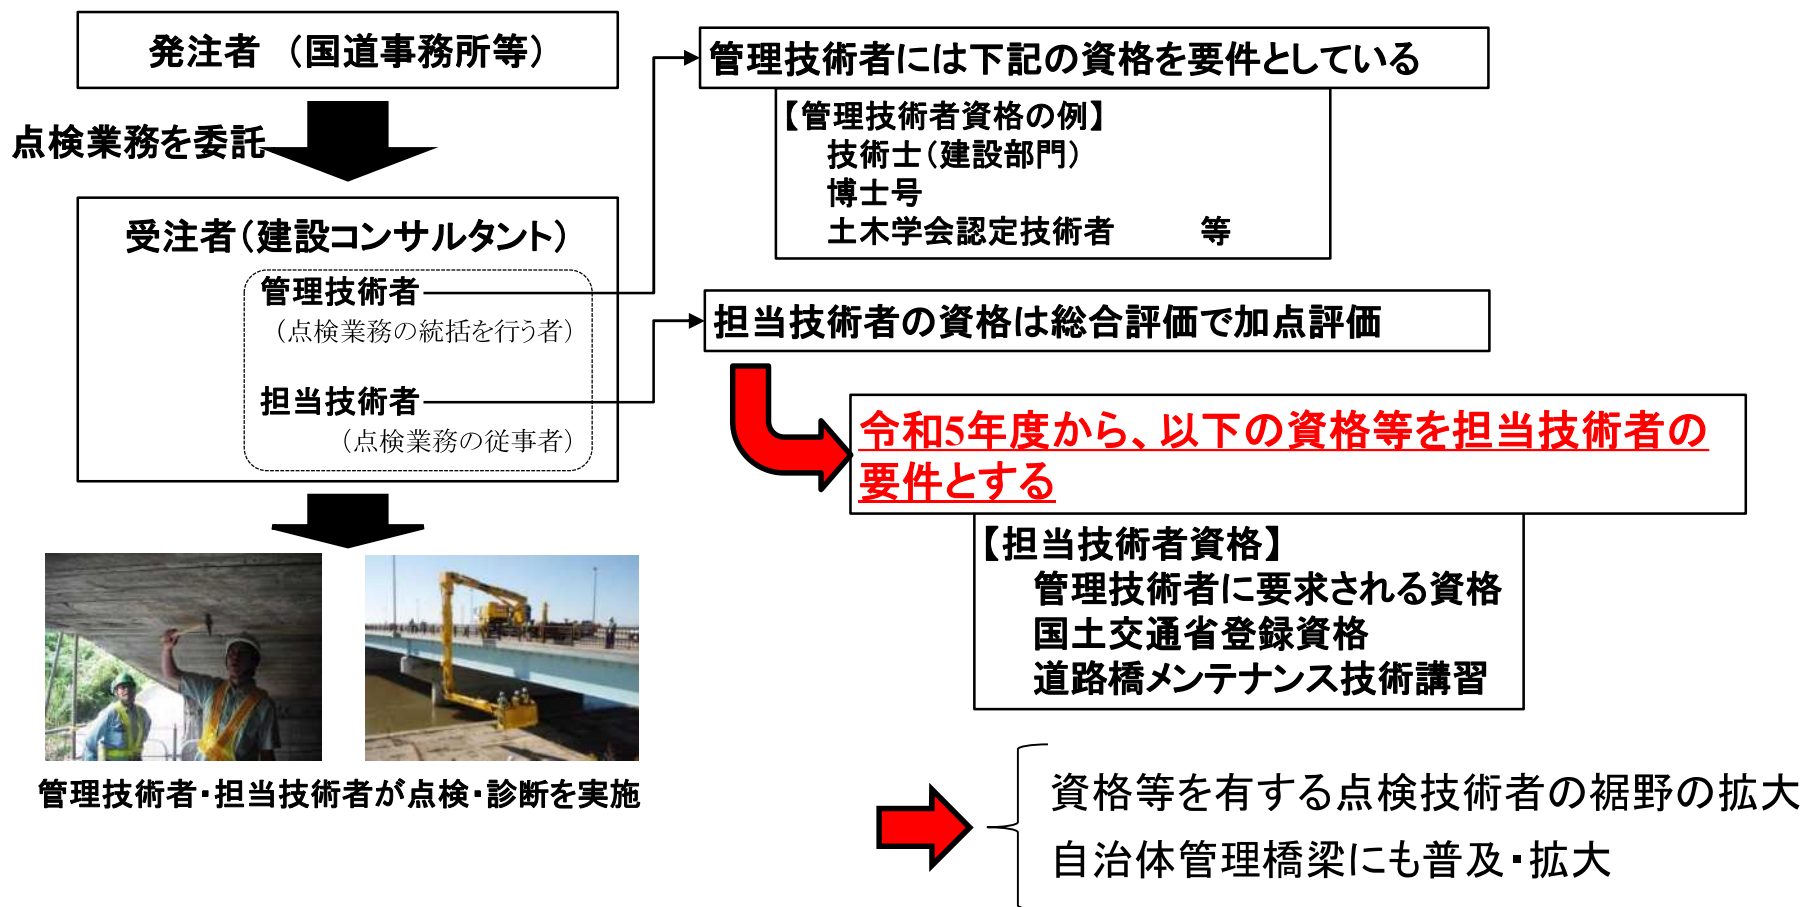 発注者 （国道事務所等）
点検業務を委託
受注者（建設コンサルタント）
管理技術者
（点検業務の統括を行う者）
担当技術者
（点検業務の従事者）
管理技術者・担当技術者が点検・診断を実施
管理技術者には下記の資格を要件としている
【管理技術者資格の例】
技術士（建設部門）
博士号
土木学会認定技術者 等
担当技術者の資格は総合評価で加点評価
令和5年度から、以下の資格等を担当技術者の
要件とする
【担当技術者資格】
管理技術者に要求される資格
国土交通省登録資格
道路橋メンテナンス技術講習
資格等を有する点検技術者の裾野の拡大
自治体管理橋梁にも普及・拡大